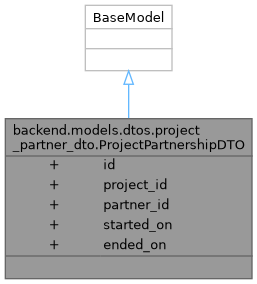 BaseModel
backend.models.dtos.project
_partner_dto.ProjectPartnershipDTO
+ id
+ project_id
+ partner_id
+ started_on
+ ended_on